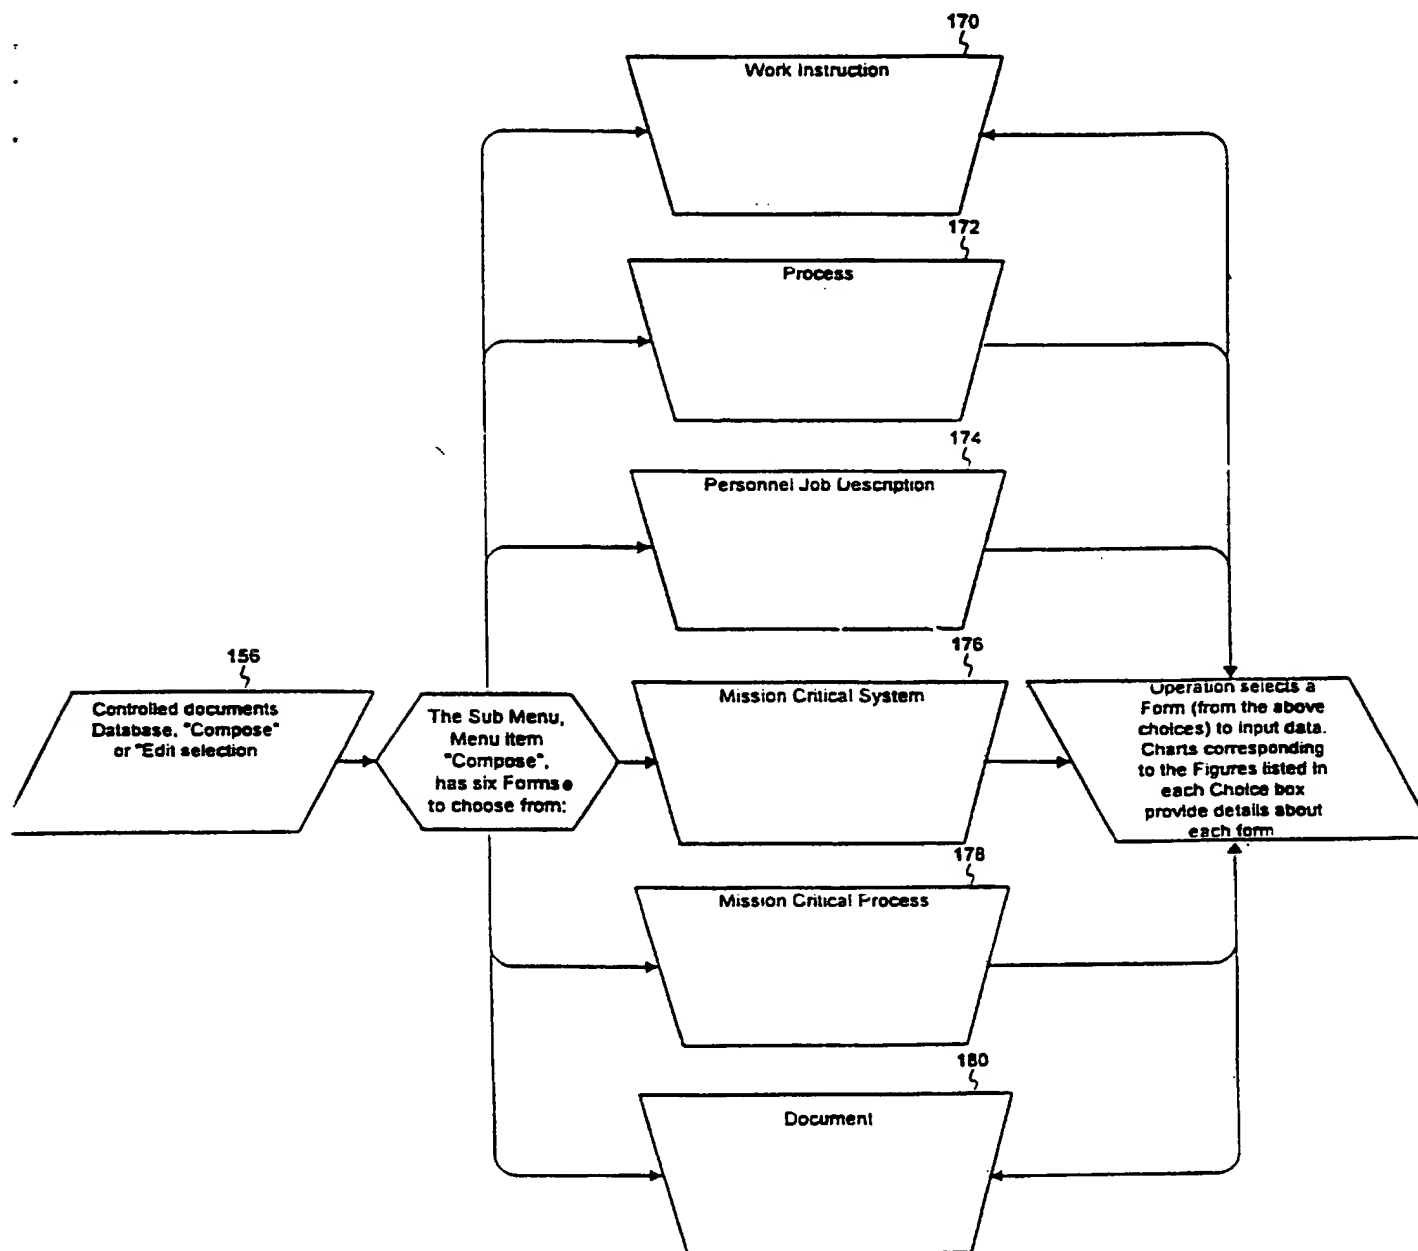 170
Work Instruction
172
Process
174
Personnel Job Description
156
Controlled documents
Database, "Compose"
or "Edit selection
The Sub Menu,
Menu Item
"Compose",
has six Forms
to choose from:
176
Mission Critical System
Operation selects a
Form (from the above
choices) to input data.
Charts corresponding
to the Figures listed in
each Choice box
provide details about
each form
178
Mission Critical Process
180
Document